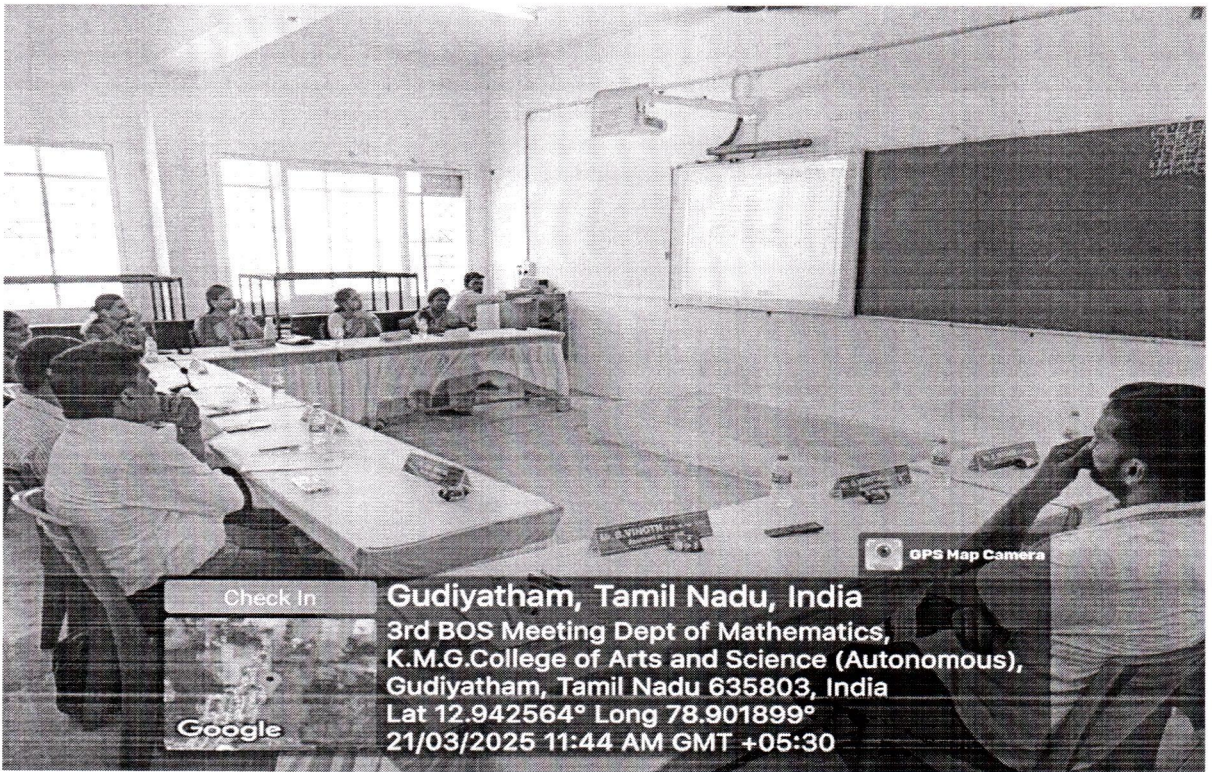 Mr. B.VINOTH
GPS Map Camera
Check In
Google
Gudiyatham, Tamil Nadu, India
3rd BOS Meeting Dept of Mathematics,
K.M.G.College of Arts and Science (Autonomous),
Gudiyatham, Tamil Nadu 635803, India
Lat 12.942564° Long 78.901899°
21/03/2025 11:44 AM GMT +05:30